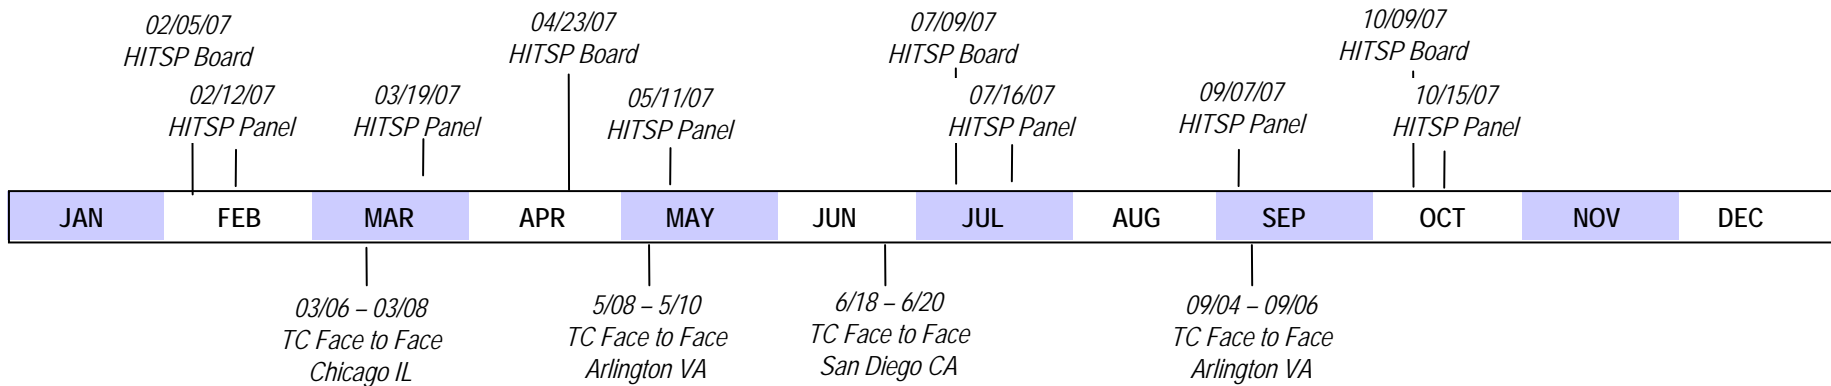 02/05/07
HITSP Board
04/23/07
HITSP Board
07/09/07
HITSP Board
10/09/07
HITSP Board
02/12/07
HITSP Panel
03/19/07
HITSP Panel
05/11/07
HITSP Panel
07/16/07
HITSP Panel
09/07/07
HITSP Panel
10/15/07
HITSP Panel
JAN
FEB
MAR
APR
MAY
JUN
JUL
AUG
SEP
OCT
NOV
DEC
03/06 – 03/08
TC Face to Face
Chicago IL
5/08 – 5/10
TC Face to Face
Arlington VA
6/18 – 6/20
TC Face to Face
San Diego CA
09/04 – 09/06
TC Face to Face
Arlington VA